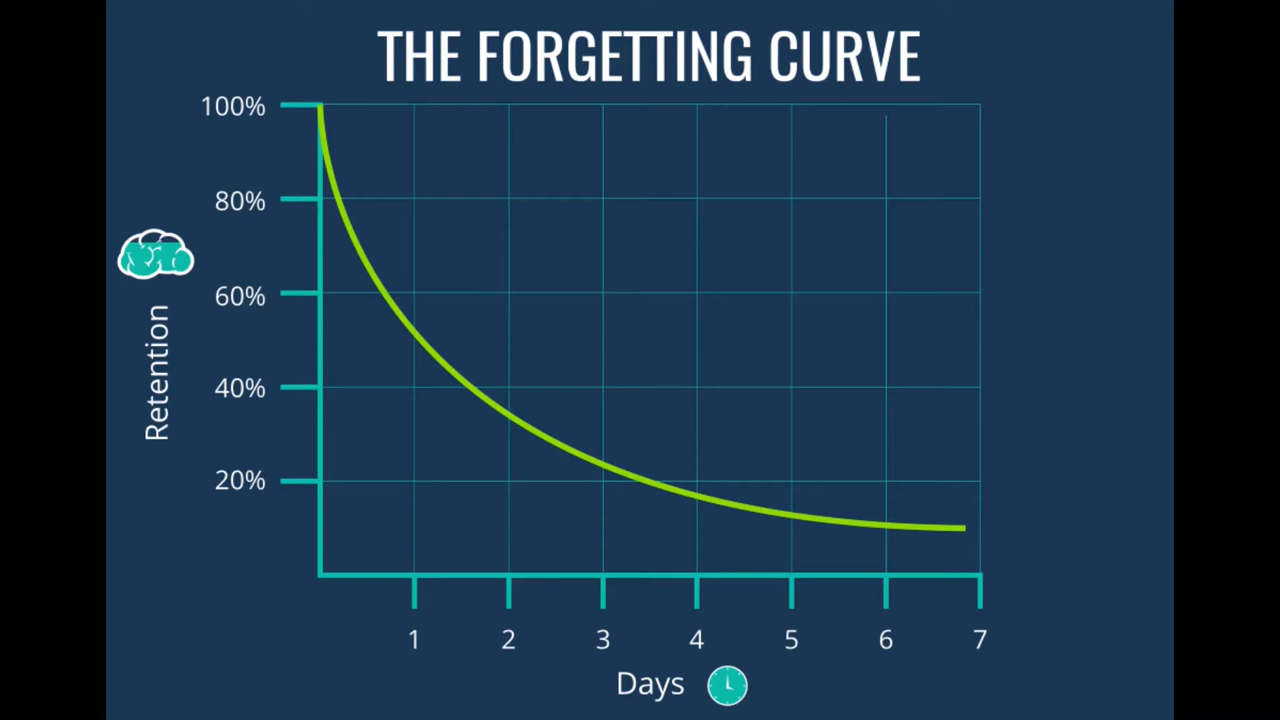 THE FORGETTING CURVE
100%
80%
60%
40%
20%
Retention
1 2 3 4 5 6 7
Days